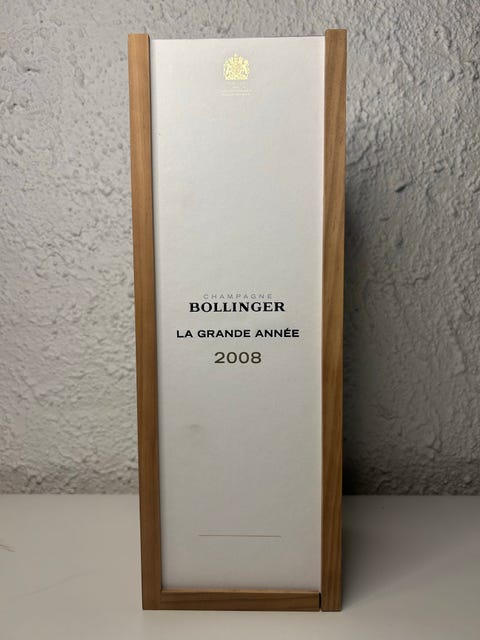 CHAMPAGNE
BOLLINGER
LA GRANDE ANNÉE
2008